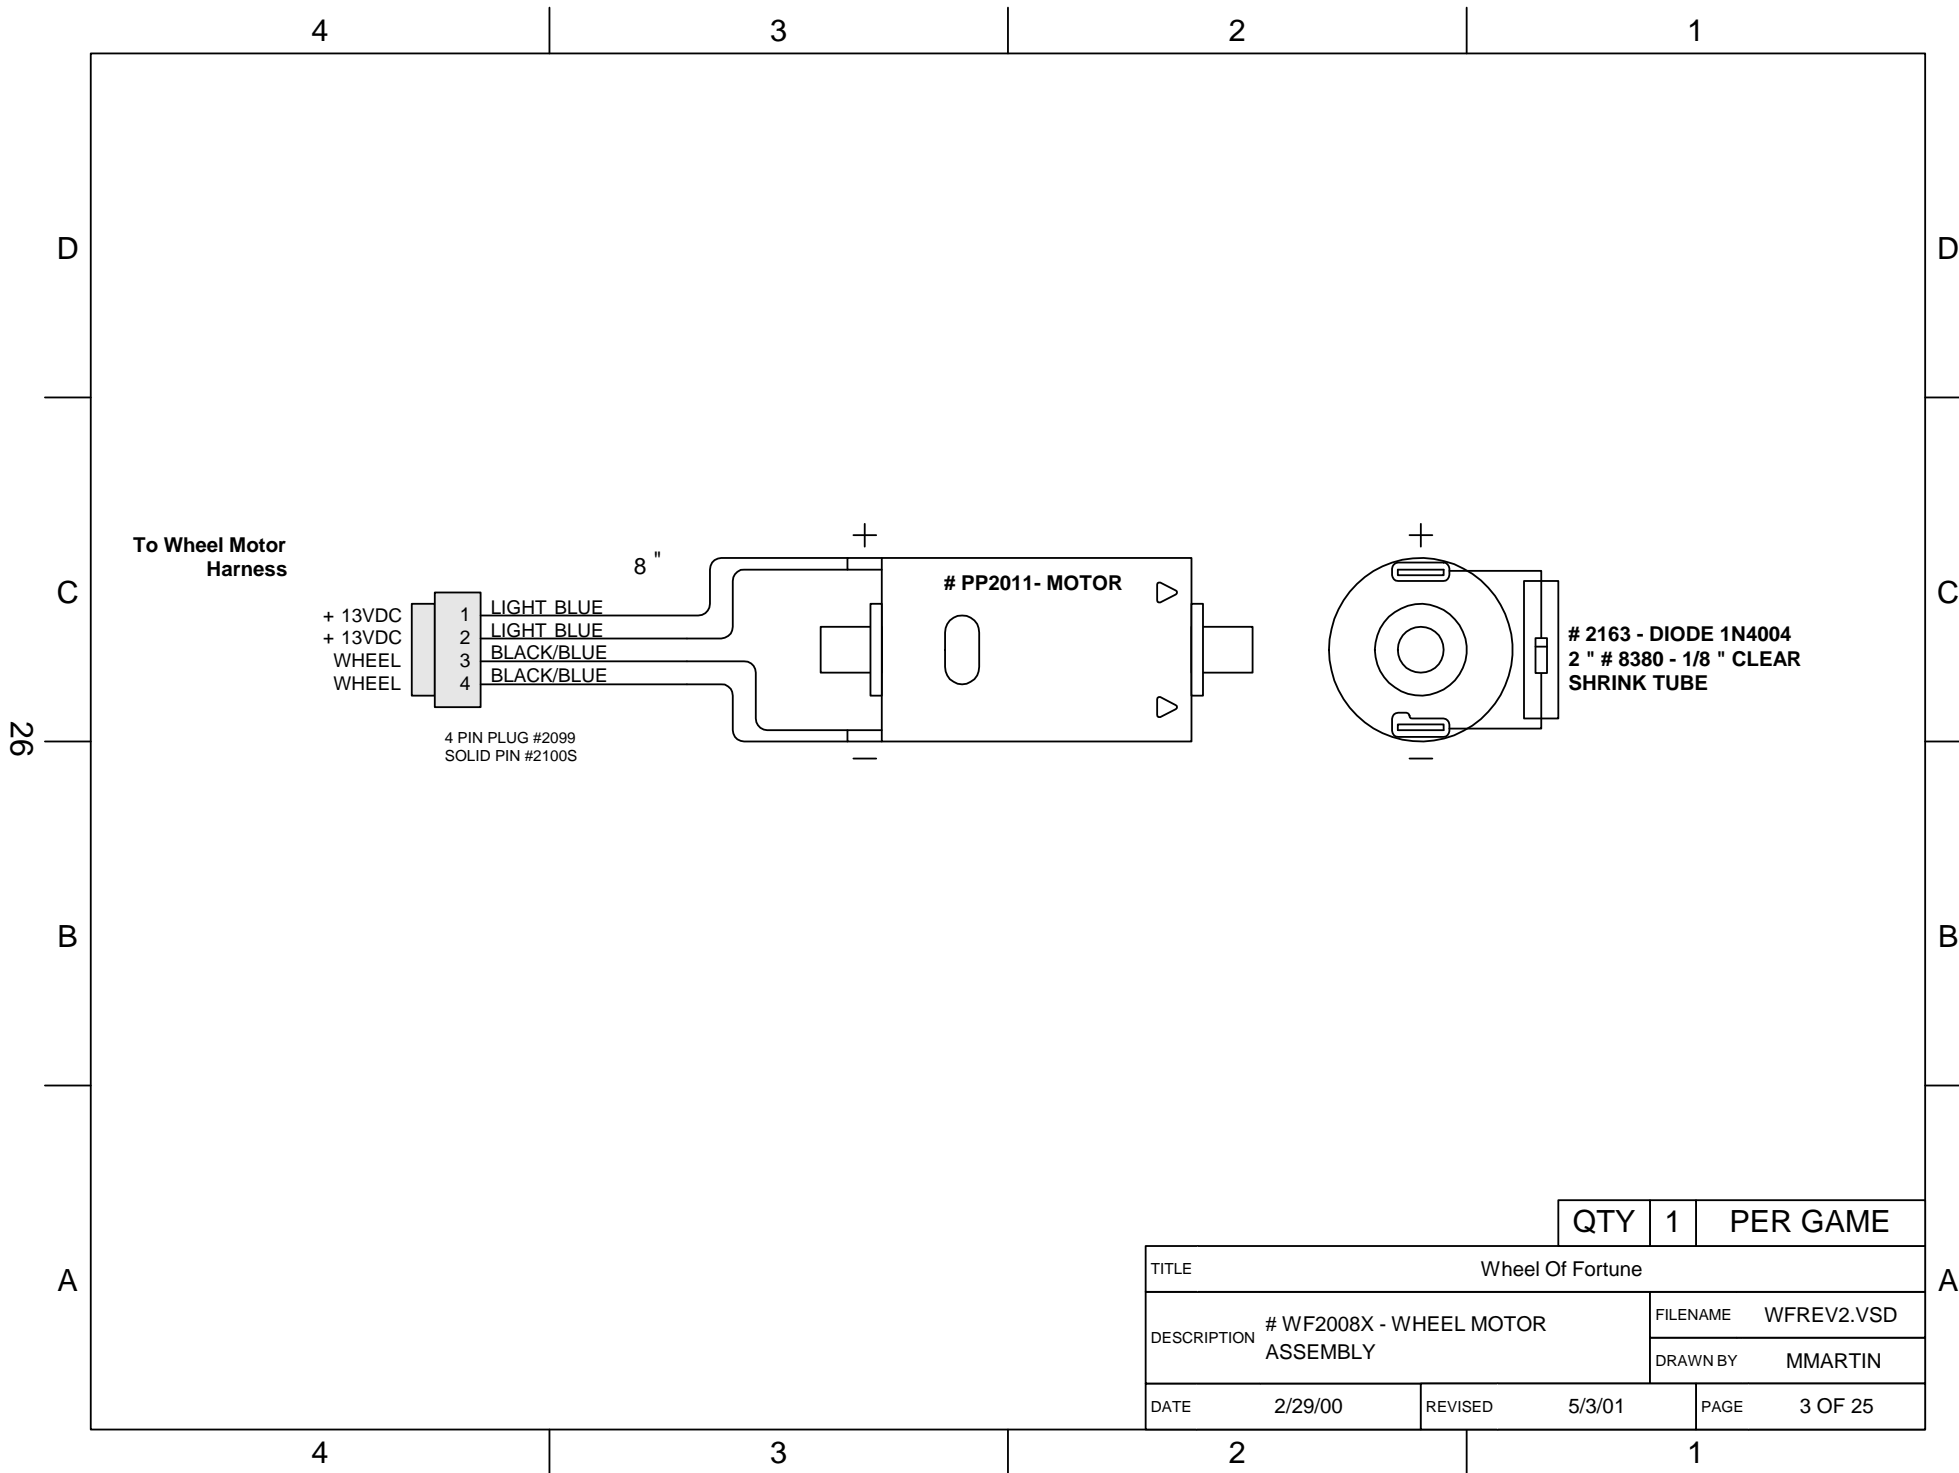 4 3 2 1
D D
To Wheel Motor
Harness
8 "
+
+
# PP2011- MOTOR
C C
+ 13VDC 1 LIGHT BLUE
+ 13VDC 2 LIGHT BLUE
WHEEL 3 BLACK/BLUE
WHEEL 4 BLACK/BLUE
# 2163 - DIODE 1N4004
2 " # 8380 - 1/8 " CLEAR
SHRINK TUBE
4 PIN PLUG #2099
SOLID PIN #2100S
—
—
26
B B
QTY 1 PER GAME
TITLE Wheel Of Fortune
A A
DESCRIPTION # WF2008X - WHEEL MOTOR
ASSEMBLY
FILENAME WFREV2.VSD
DRAWN BY MMARTIN
DATE 2/29/00 REVISED 5/3/01 PAGE 3 OF 25
4 3 2 1